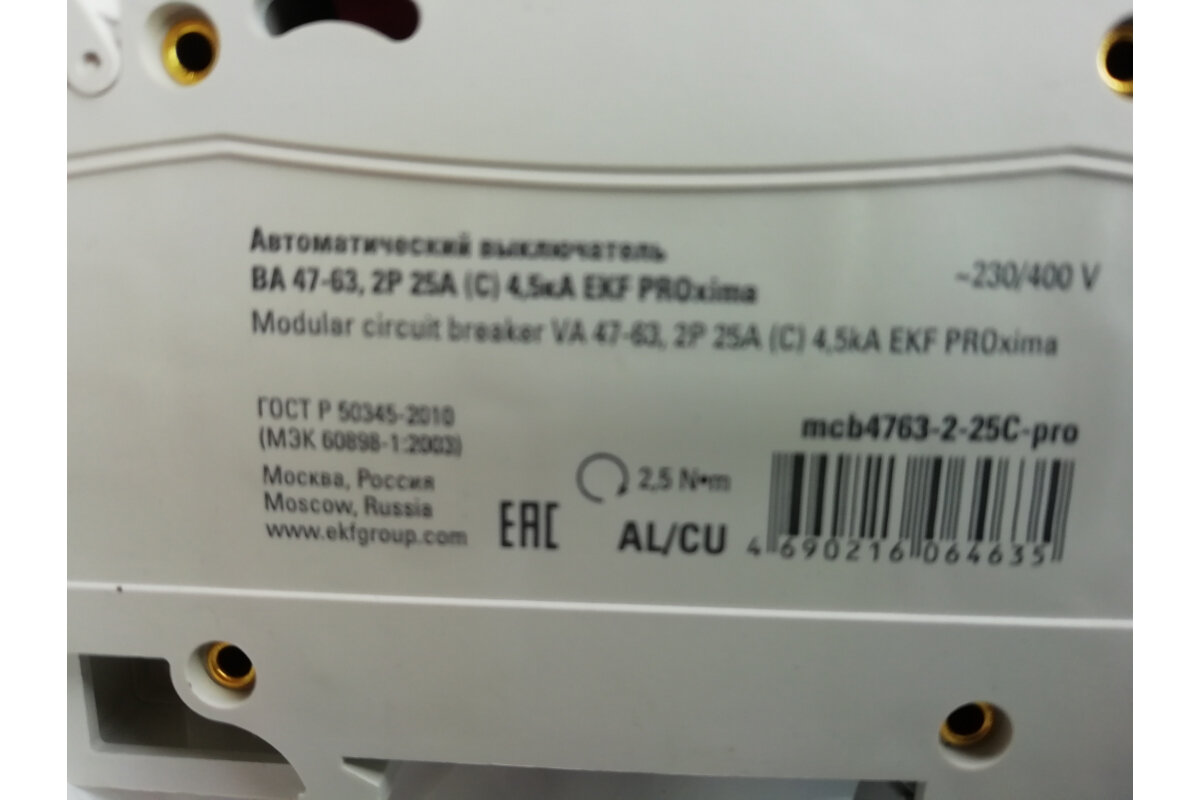 Автоматический выключатель
ВА 47-63, 2Р 25А (С) 4,5кА EKF PROxima
~230/400 V
Modular circuit breaker VA 47-63, 2P 25A (C) 4,5kA EKF PROxima
ГОСТ Р 50345-2010
(МЭК 60898-1:2003)
mcb4763-2-25C-pro
Москва, Россия
Moscow, Russia
www.ekfgroup.com
EAC
2,5 N•m
AL/CU
4 690216 064635